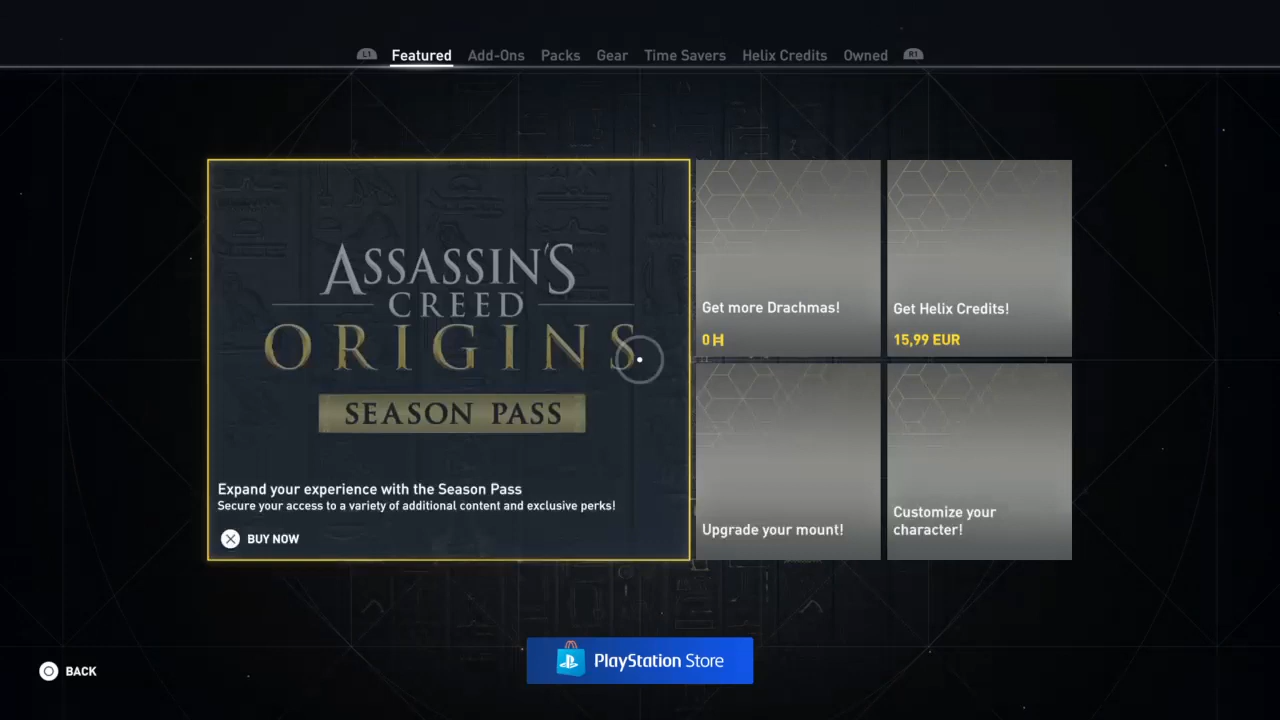 L1 Featured Add-Ons Packs Gear Time Savers Helix Credits Owned R1
ASSASSIN'S
CREED
ORIGINS
SEASON PASS
Expand your experience with the Season Pass
Secure your access to a variety of additional content and exclusive perks!
BUY NOW
Get more Drachmas!
0
Get Helix Credits!
15,99 EUR
Upgrade your mount!
Customize your
character!
BACK
PlayStation Store